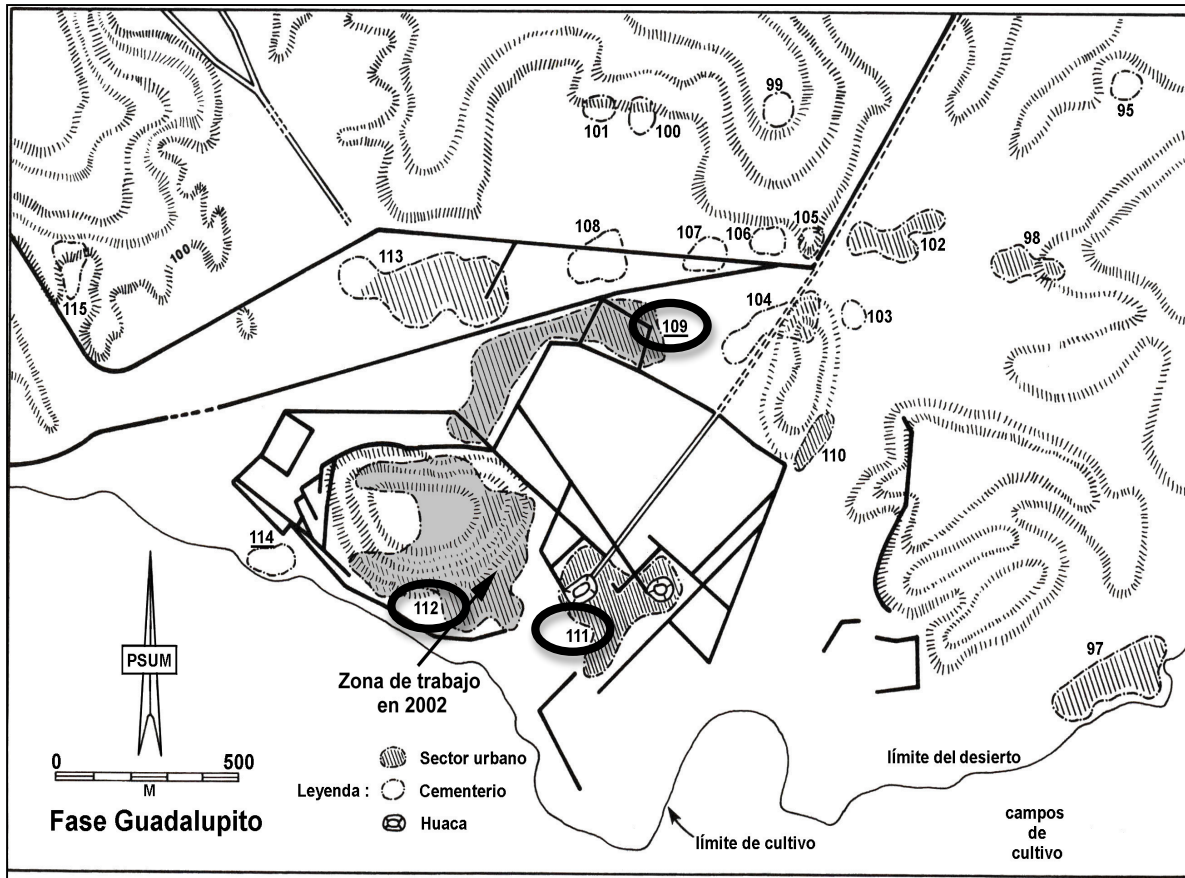 99
95
101
100
108
107
106
105
102
98
113
100
115
104
103
109
110
114
112
111
97
Zona de trabajo
en 2002
PSUM
0 500
M
Fase Guadalupito
Sector urbano
Leyenda : Cementerio
Huaca
límite del desierto
límite de cultivo
campos
de
cultivo